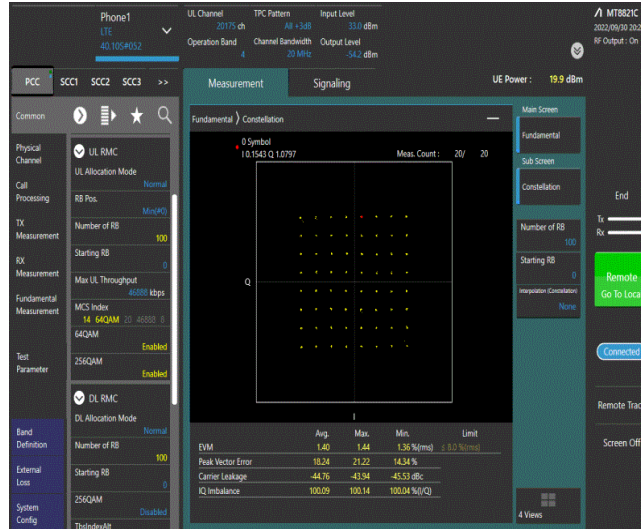 Phone1
LTE
40.10S#052
UL Channel TPC Pattern Input Level
20175 ch All +3dB 33.0 dBm
Operation Band Channel Bandwidth Output Level
4 20 MHz -54.2 dBm
MT8821C
2022/09/30 20:2
RF Output : On
PCC SCC1 SCC2 SCC3 >>
Measurement Signaling UE Power : 19.9 dBm
Common
Physical
Channel
Call
Processing
TX
Measurement
RX
Measurement
Fundamental
Measurement
Test
Parameter
Band
Definition
External
Loss
System
Config
UL RMC
UL Allocation Mode
Normal
RB Pos.
Min(#0)
Number of RB
100
Starting RB
0
Max UL Throughput
46888 kbps
MCS Index
14 64QAM 20 46888 6
64QAM
Enabled
256QAM
Enabled
DL RMC
DL Allocation Mode
Normal
Number of RB
100
Starting RB
0
256QAM
Disabled
TbsIndexAlt
Fundamental 〉 Constellation
0 Symbol
I 0.1543 Q 1.0797 Meas. Count : 20/ 20
Q
I
Avg. Max. Min. Limit
EVM 1.40 1.44 1.36 %(rms) ≤ 8.0 %(rms)
Peak Vector Error 18.24 21.22 14.34 %
Carrier Leakage -44.76 -43.94 -45.53 dBc
IQ Imbalance 100.09 100.14 100.04 %(I/Q)
Main Screen
Fundamental
Sub Screen
Constellation
Number of RB
100
Starting RB
0
Interpolation (Constellation)
None
4 Views
End
Tx
Rx
Remote
Go To Loca
Connected
Remote Trac
Screen Off